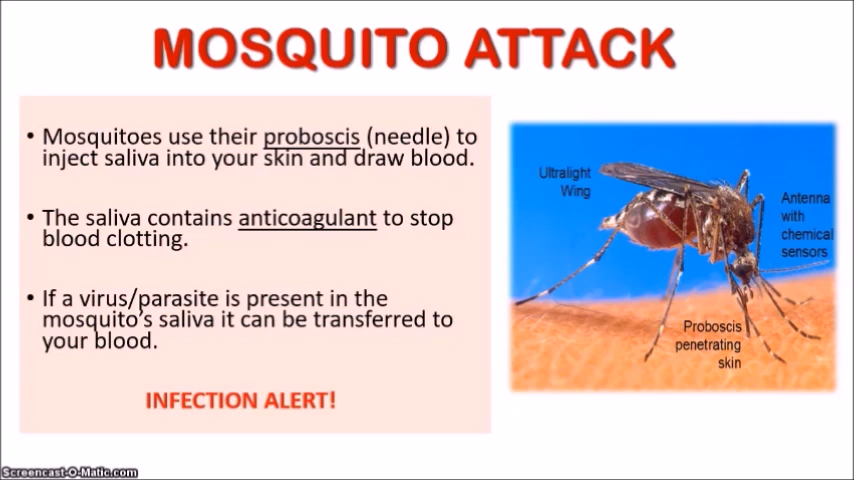 MOSQUITO ATTACK
• Mosquitoes use their proboscis (needle) to
inject saliva into your skin and draw blood.
• The saliva contains anticoagulant to stop
blood clotting.
• If a virus/parasite is present in the
mosquito's saliva it can be transferred to
your blood.
INFECTION ALERT!
Ultralight
Wing
Antenna
with
chemical
sensors
Proboscis
penetrating
skin
Screencast-O-Matic.com